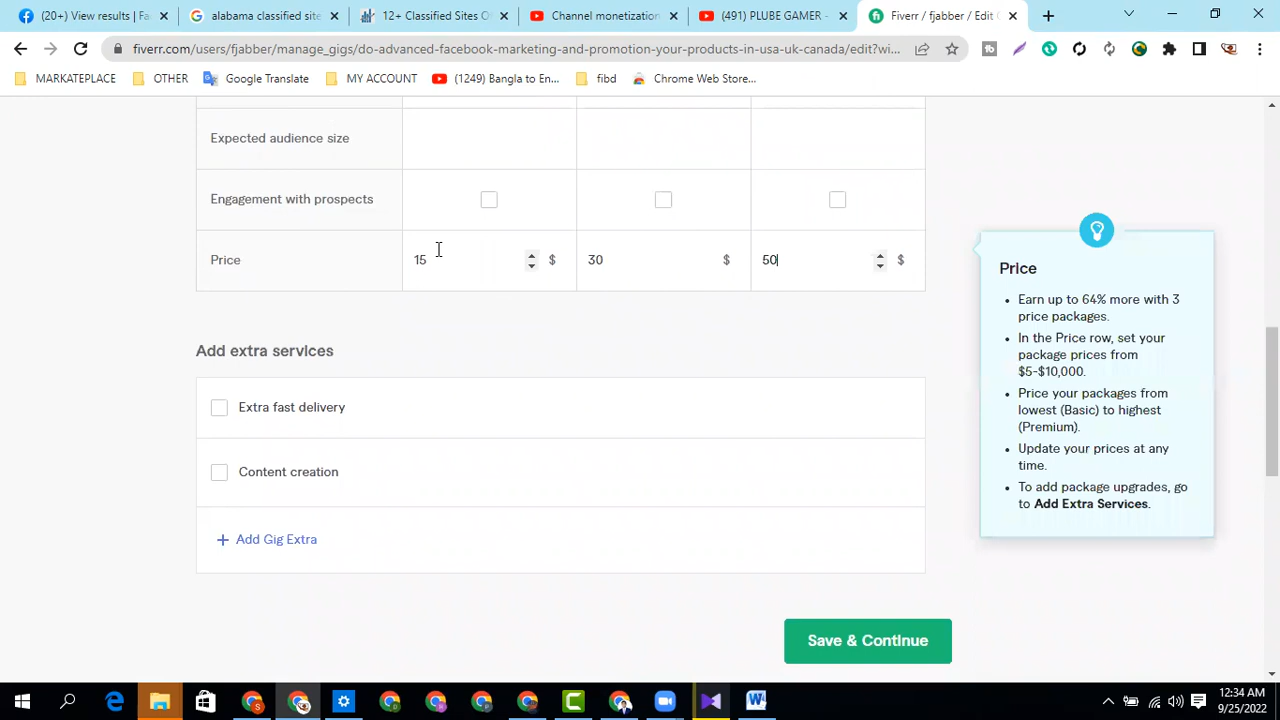 (20+) View results | Fa
alabama classified site
12+ Classified Sites O
Channel monetization
(491) PLUBE GAMER -
Fiverr / fjabber / Edit G
fiverr.com/users/fjabber/manage_gigs/do-advanced-facebook-marketing-and-promotion-your-products-in-usa-uk-canada/edit?wi...
MARKATEPLACE
OTHER
Google Translate
MY ACCOUNT
(1249) Bangla to En...
fibd
Chrome Web Store...
Expected audience size
Engagement with prospects
Price 15 $ 30 $ 50 $
Add extra services
Extra fast delivery
Content creation
+ Add Gig Extra
Save & Continue
Price
• Earn up to 64% more with 3
price packages.
• In the Price row, set your
package prices from
$5-$10,000.
• Price your packages from
lowest (Basic) to highest
(Premium).
• Update your prices at any
time.
• To add package upgrades, go
to Add Extra Services.
12:34 AM
9/25/2022